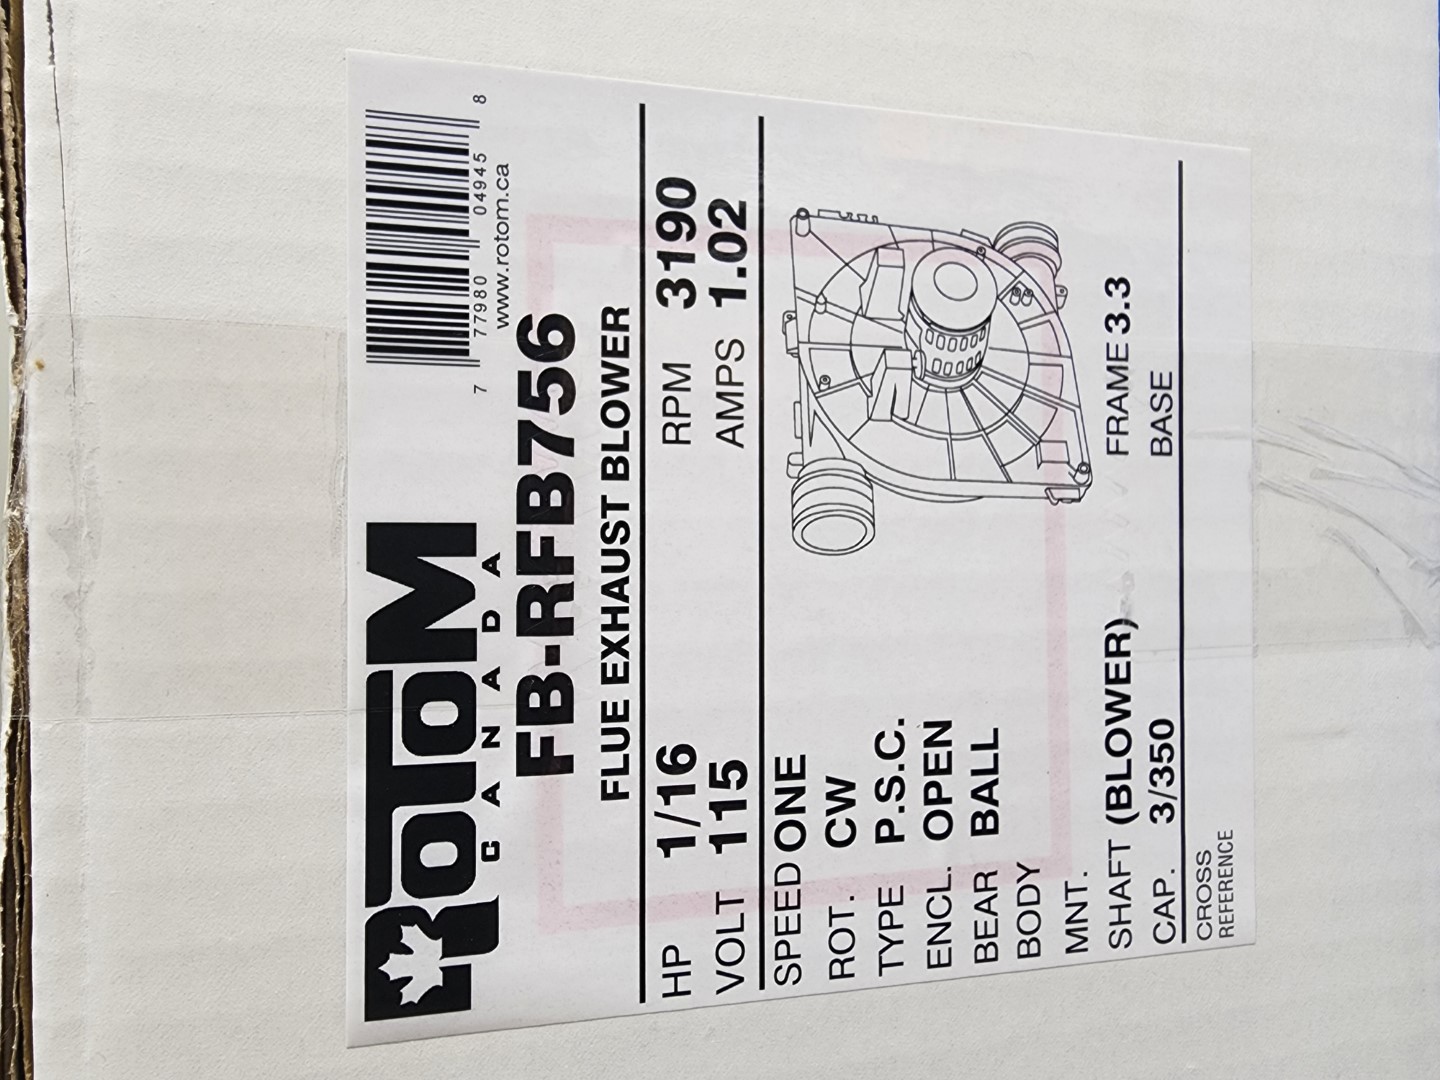 ROTOM
CANADA
7 77980 04945 8
www.rotom.ca
FB-RFB756
FLUE EXHAUST BLOWER
HP 1/16 RPM 3190
VOLT 115 AMPS 1.02
SPEED ONE
ROT. CW
TYPE P.S.C.
ENCL. OPEN
BEAR BALL
BODY
MNT.
SHAFT (BLOWER) FRAME 3.3
CAP. 3/350 BASE
CROSS
REFERENCE